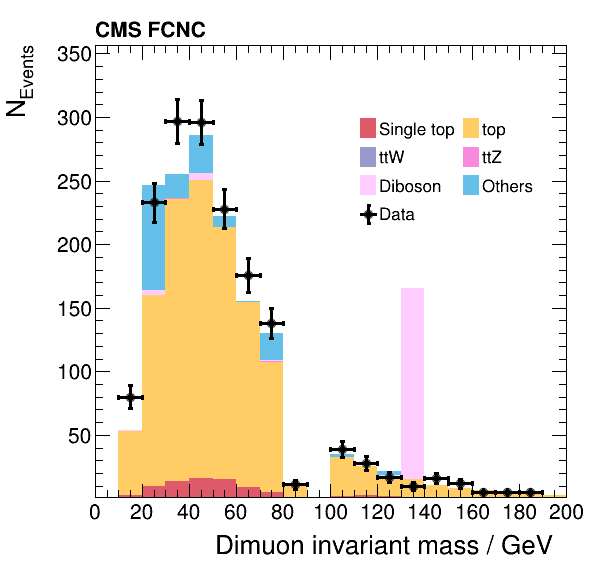 CMS FCNC
N_Events
350
300
250
200
150
100
50
Single top
top
ttW
ttZ
Diboson
Others
Data
0 20 40 60 80 100 120 140 160 180 200
Dimuon invariant mass / GeV